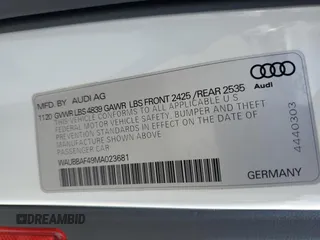 MFD. BY AUDI AG
11.20 GVWR LBS 4839 GAWR LBS FRONT 2425 /REAR 2535
THIS VEHICLE CONFORMS TO ALL APPLICABLE U S
FEDERAL MOTOR VEHICLE SAFETY, BUMPER AND THEFT
PREVENTION STANDARDS IN EFFECT ON THE DATE OF
MANUFACTURE SHOWN ABOVE
PASSENGER CAR
WAUBBAF49MA023681
GERMANY
Audi
4440303
DREAMBID